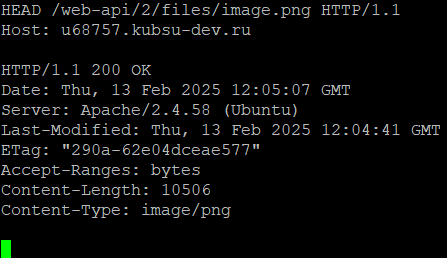 HEAD /web-api/2/files/image.png HTTP/1.1
Host: u68757.kubsu-dev.ru
HTTP/1.1 200 OK
Date: Thu, 13 Feb 2025 12:05:07 GMT
Server: Apache/2.4.58 (Ubuntu)
Last-Modified: Thu, 13 Feb 2025 12:04:41 GMT
ETag: "290a-62e04dceae577"
Accept-Ranges: bytes
Content-Length: 10506
Content-Type: image/png